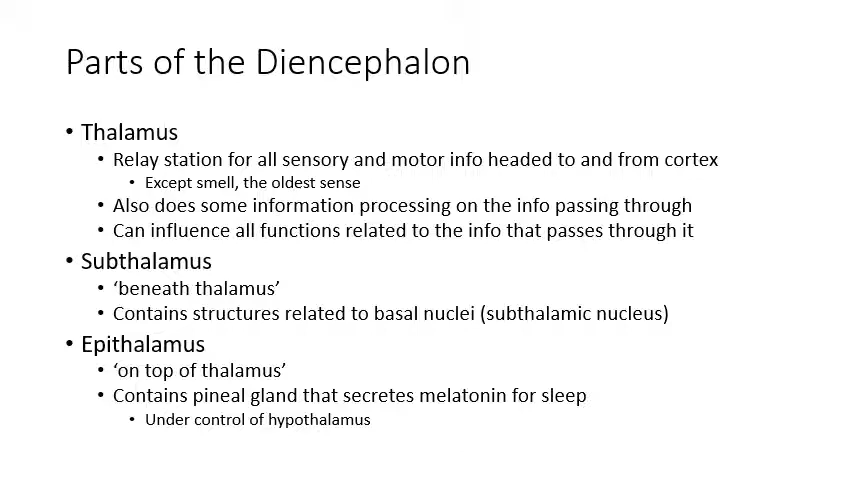 Parts of the Diencephalon
• Thalamus
• Relay station for all sensory and motor info headed to and from cortex
• Except smell, the oldest sense
• Also does some information processing on the info passing through
• Can influence all functions related to the info that passes through it
• Subthalamus
• ‘beneath thalamus’
• Contains structures related to basal nuclei (subthalamic nucleus)
• Epithalamus
• ‘on top of thalamus’
• Contains pineal gland that secretes melatonin for sleep
• Under control of hypothalamus